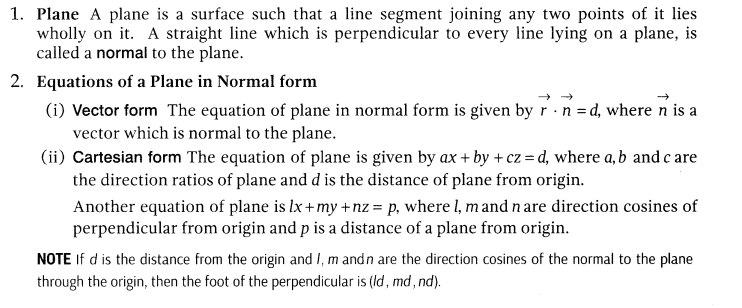 1. Plane A plane is a surface such that a line segment joining any two points of it lies
wholly on it. A straight line which is perpendicular to every line lying on a plane, is
called a normal to the plane.
2. Equations of a Plane in Normal form
(i) Vector form The equation of plane in normal form is given by r⃗ · n⃗ = d, where n⃗ is a
vector which is normal to the plane.
(ii) Cartesian form The equation of plane is given by ax + by + cz = d, where a, b and c are
the direction ratios of plane and d is the distance of plane from origin.
Another equation of plane is lx + my + nz = p, where l, m and n are direction cosines of
perpendicular from origin and p is a distance of a plane from origin.
NOTE If d is the distance from the origin and l, m and n are the direction cosines of the normal to the plane
through the origin, then the foot of the perpendicular is (ld, md, nd).